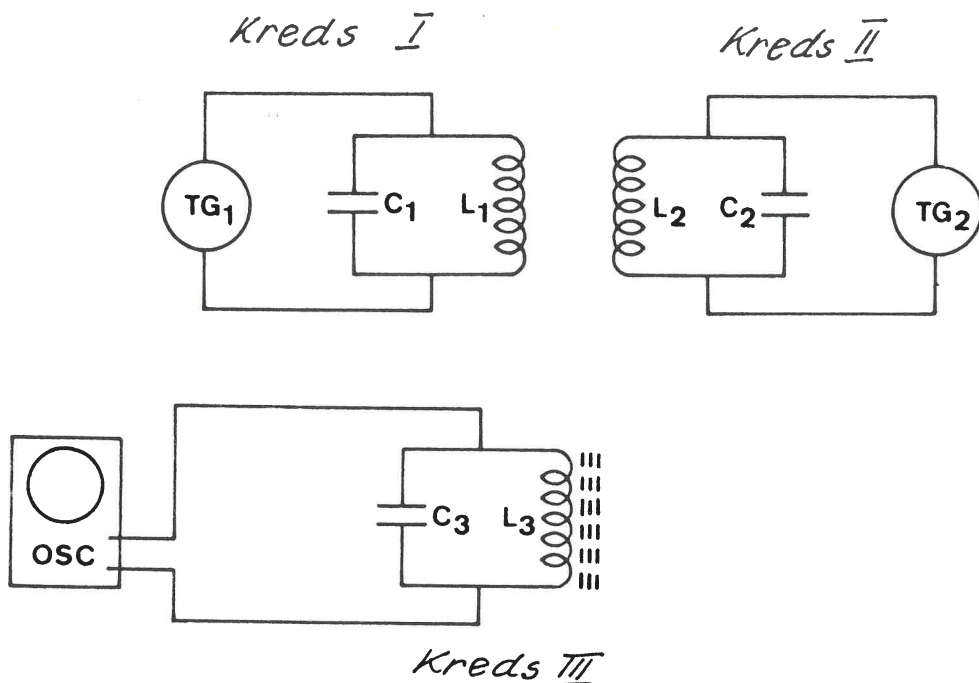 Kreds I
Kreds II
TG1
C1
L1
L2
C2
TG2
OSC
C3
L3
Kreds III